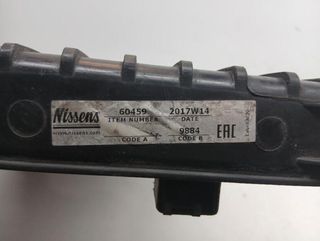 Nissens 60459 2017W14
ITEM NUMBER DATE
www.nissens.com 9884 EAC
CODE A CODE B